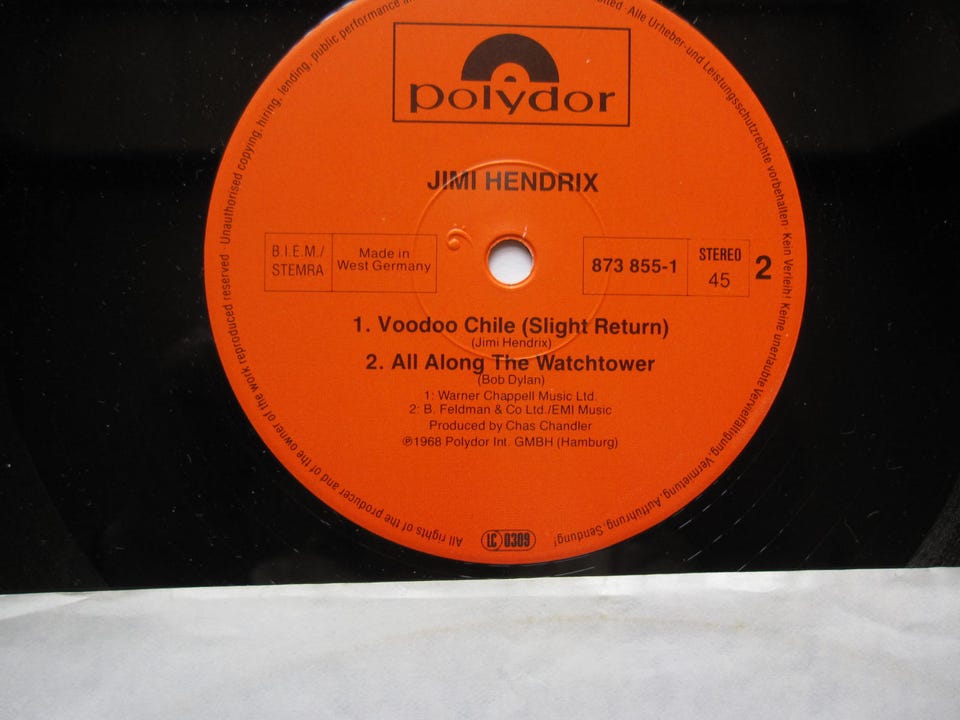 polydor
JIMI HENDRIX
B.I.E.M./
STEMRA
Made in
West Germany
873 855-1
STEREO
45
2
1. Voodoo Chile (Slight Return)
(Jimi Hendrix)
2. All Along The Watchtower
(Bob Dylan)
1: Warner Chappell Music Ltd.
2: B. Feldman & Co Ltd./EMI Music
Produced by Chas Chandler
℗1968 Polydor Int. GMBH (Hamburg)
LC 0309
All rights of the producer and of the owner of the work reproduced reserved · Unauthorised copying, hiring, lending, public performance
· Alle Urheber- und Leistungsschutzrechte vorbehalten · Kein Verleih! Keine unerlaubte Vervielfältigung, Vermietung, Aufführung, Sendung!